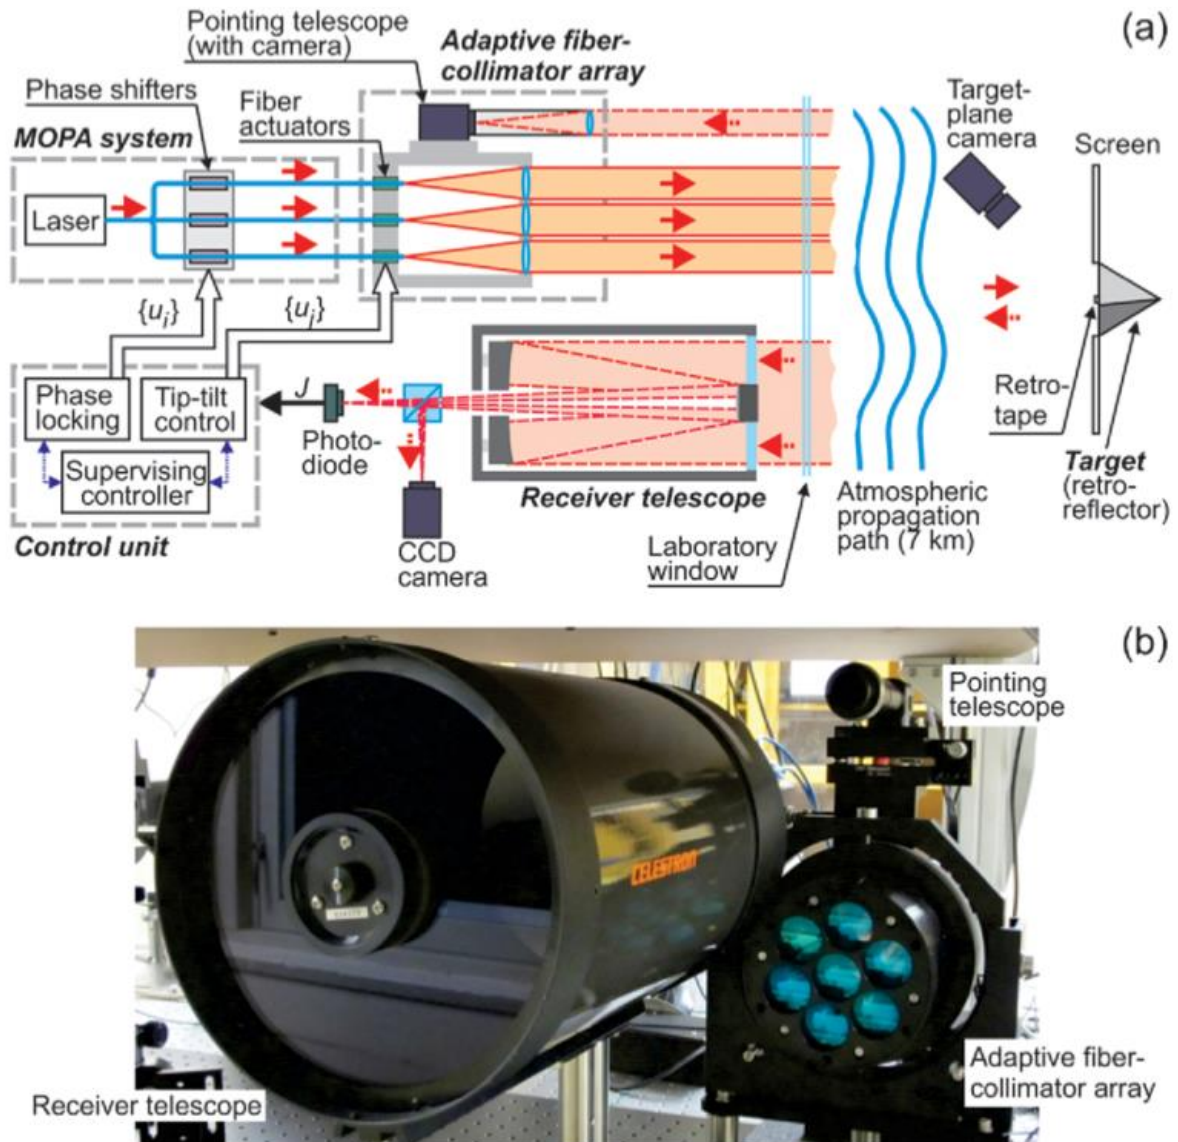 (a)
Pointing telescope
(with camera)
Adaptive fiber-
collimator array
Phase shifters
Fiber
actuators
MOPA system
Target-
plane
camera
Screen
Laser
{ui}
{uj}
Phase
locking
Tip-tilt
control
J
Photo-
diode
Supervising
controller
Control unit
CCD
camera
Receiver telescope
Laboratory
window
Atmospheric
propagation
path (7 km)
Retro-
tape
Target
(retro-
reflector)
(b)
Pointing
telescope
CELESTRON
Adaptive fiber-
collimator array
Receiver telescope